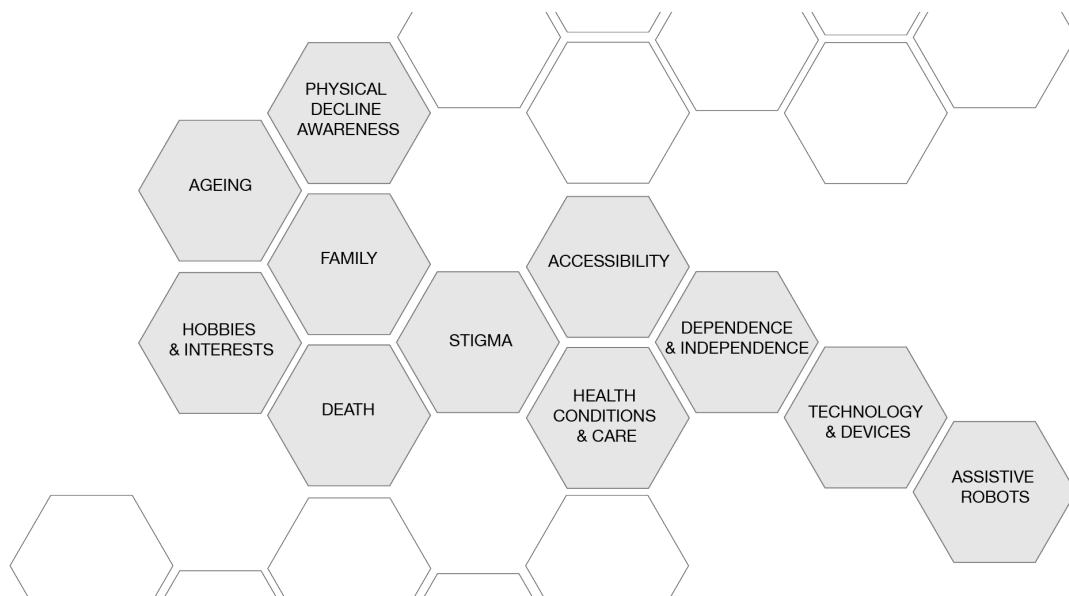 PHYSICAL
DECLINE
AWARENESS
AGEING
FAMILY
ACCESSIBILITY
HOBBIES
& INTERESTS
STIGMA
DEPENDENCE
& INDEPENDENCE
DEATH
HEALTH
CONDITIONS
& CARE
TECHNOLOGY
& DEVICES
ASSISTIVE
ROBOTS